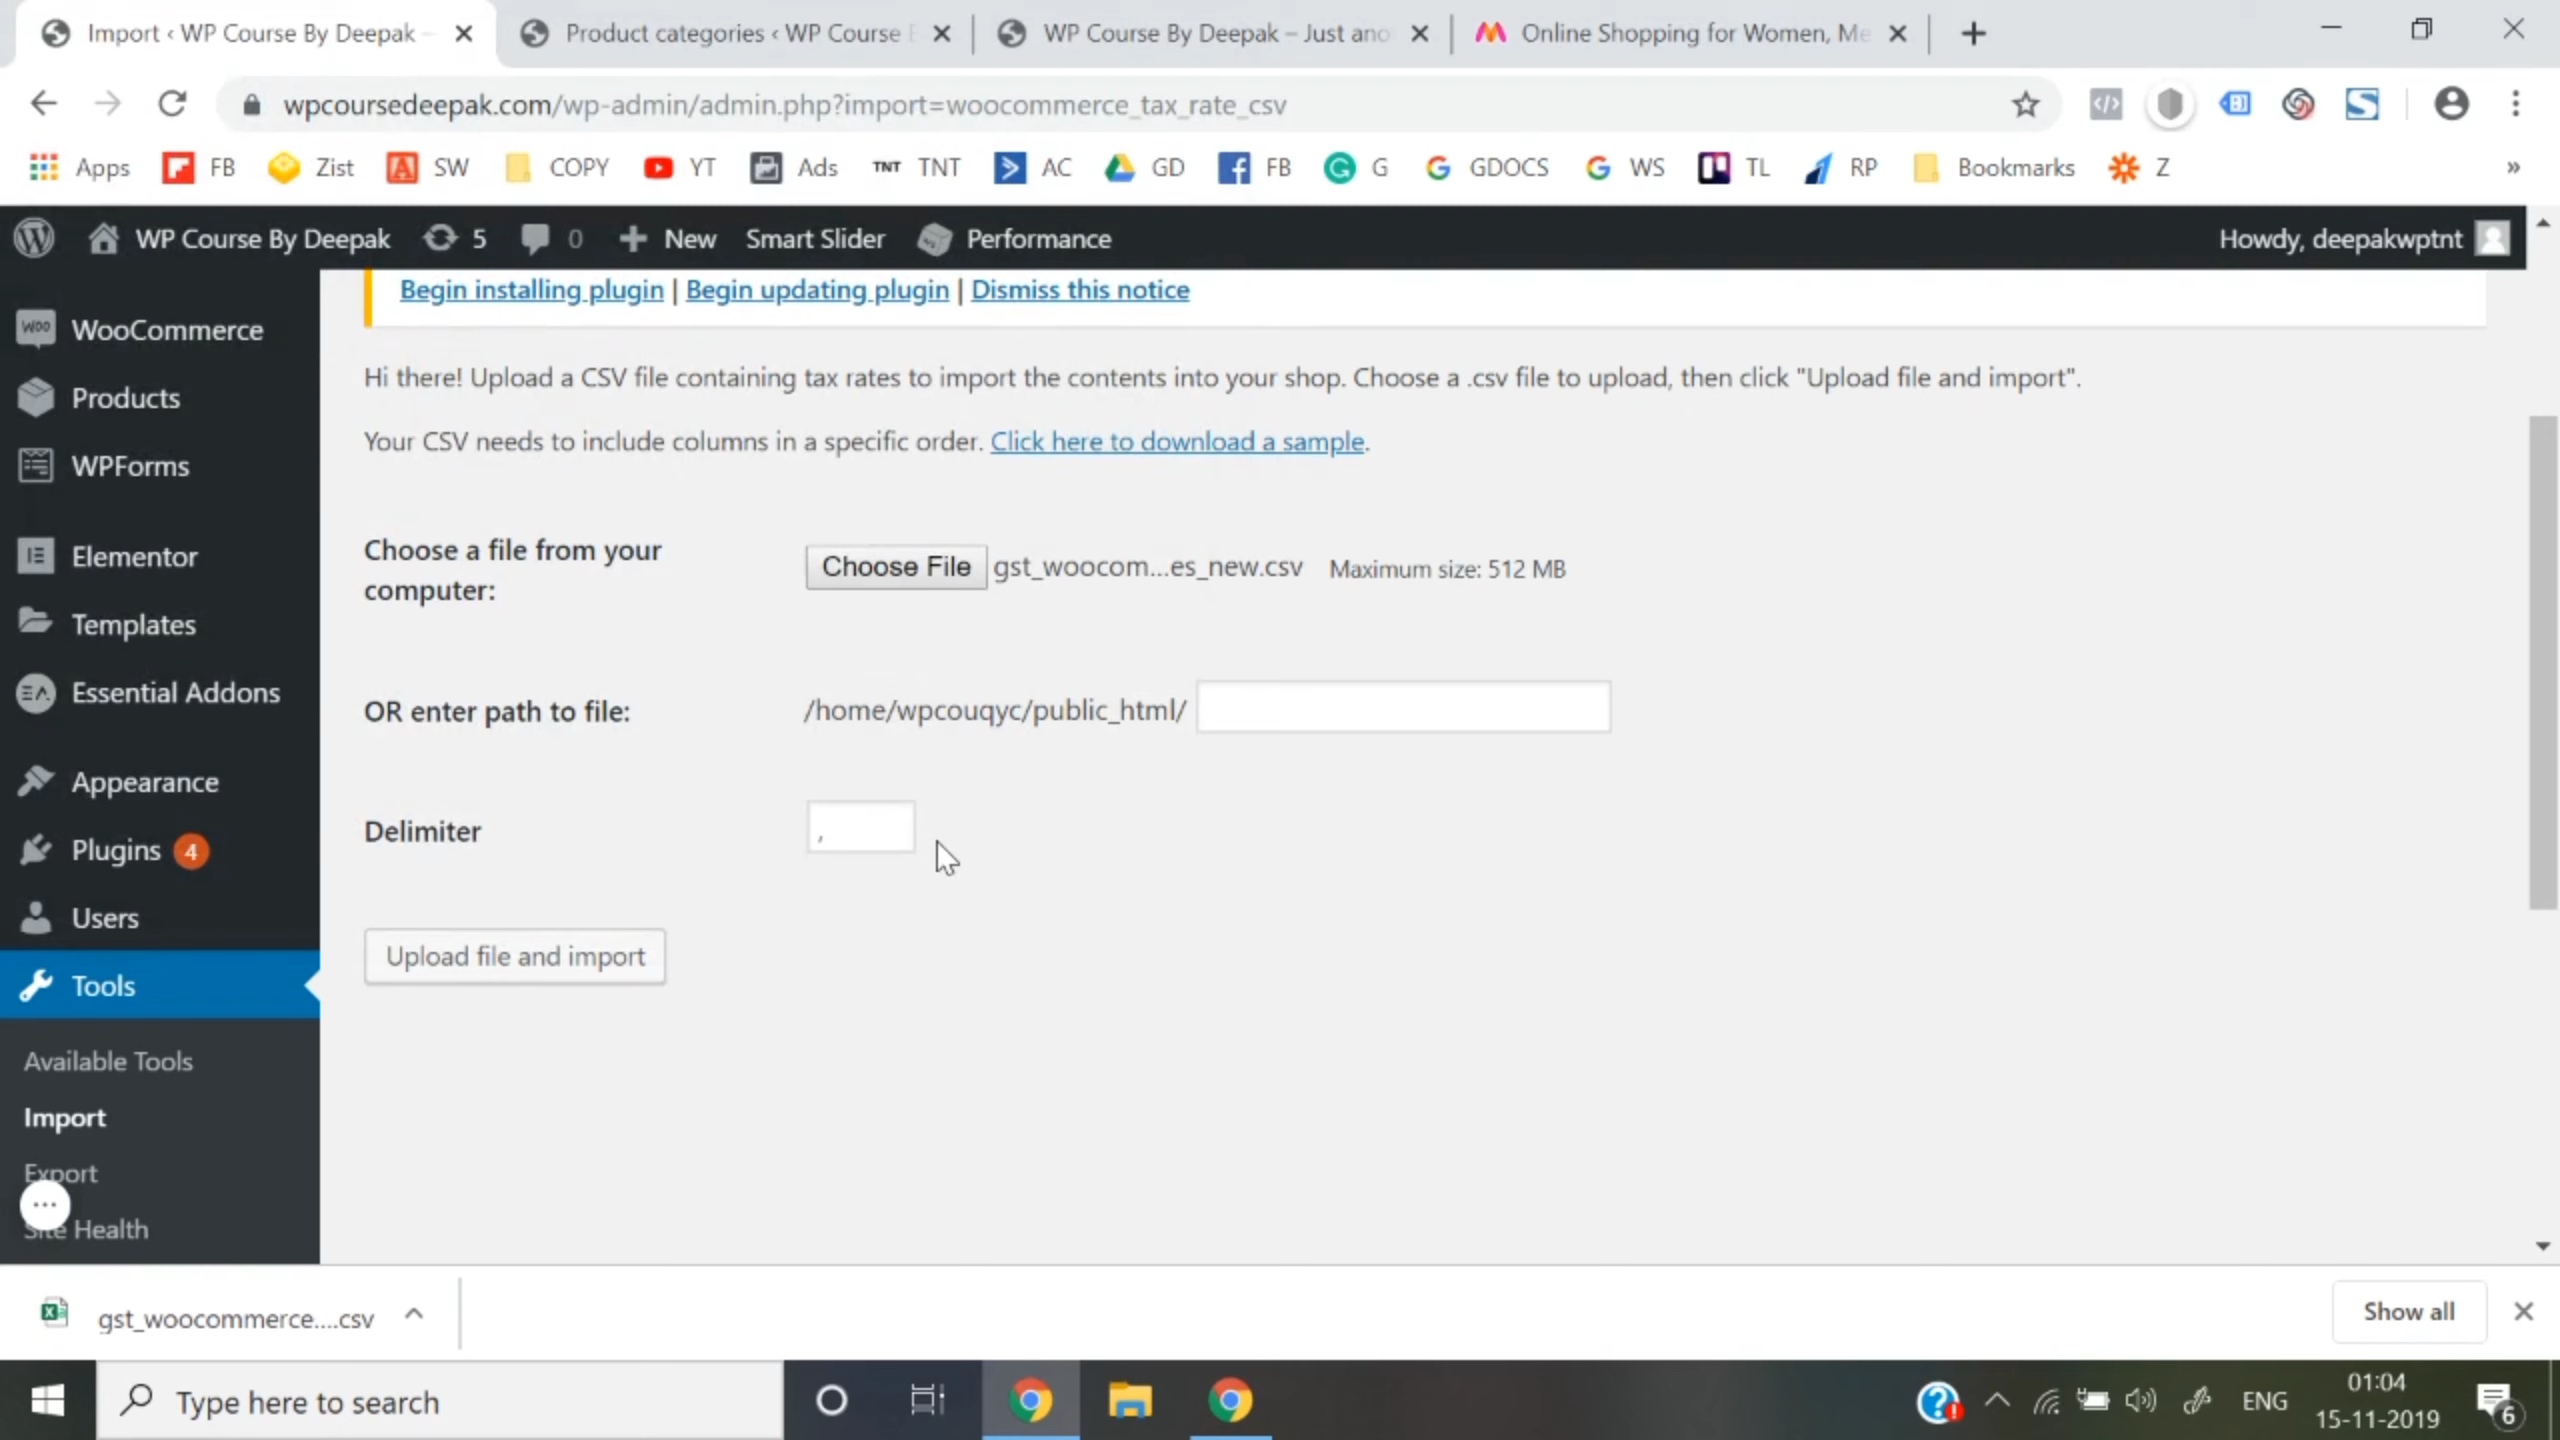 Import ‹ WP Course By Deepak –
Product categories ‹ WP Course
WP Course By Deepak – Just ano
Online Shopping for Women, Me
wpcoursedeepak.com/wp-admin/admin.php?import=woocommerce_tax_rate_csv
Apps FB Zist SW COPY YT Ads TNT TNT AC GD FB G GDOCS WS TL RP Bookmarks Z »
WP Course By Deepak 5 0 New Smart Slider Performance Howdy, deepakwptnt
Begin installing plugin | Begin updating plugin | Dismiss this notice
WOO WooCommerce
Products
WPForms
Elementor
Templates
EA Essential Addons
Appearance
Plugins 4
Users
Tools
Available Tools
Import
Export
Site Health
Hi there! Upload a CSV file containing tax rates to import the contents into your shop. Choose a .csv file to upload, then click "Upload file and import".
Your CSV needs to include columns in a specific order. Click here to download a sample.
Choose a file from your
computer:
Choose File gst_woocom...es_new.csv Maximum size: 512 MB
OR enter path to file: /home/wpcouqyc/public_html/
Delimiter ,
Upload file and import
gst_woocommerce....csv
Show all
Type here to search
ENG
01:04
15-11-2019
6